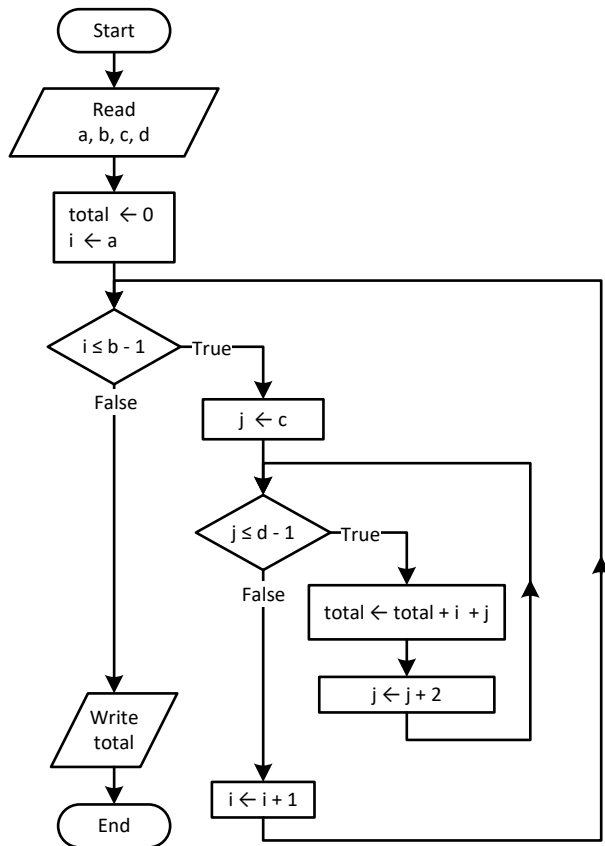 Start
Read
a, b, c, d
total ← 0
i ← a
i ≤ b - 1
True
False
j ← c
j ≤ d - 1
True
False
total ← total + i + j
j ← j + 2
Write
total
i ← i + 1
End